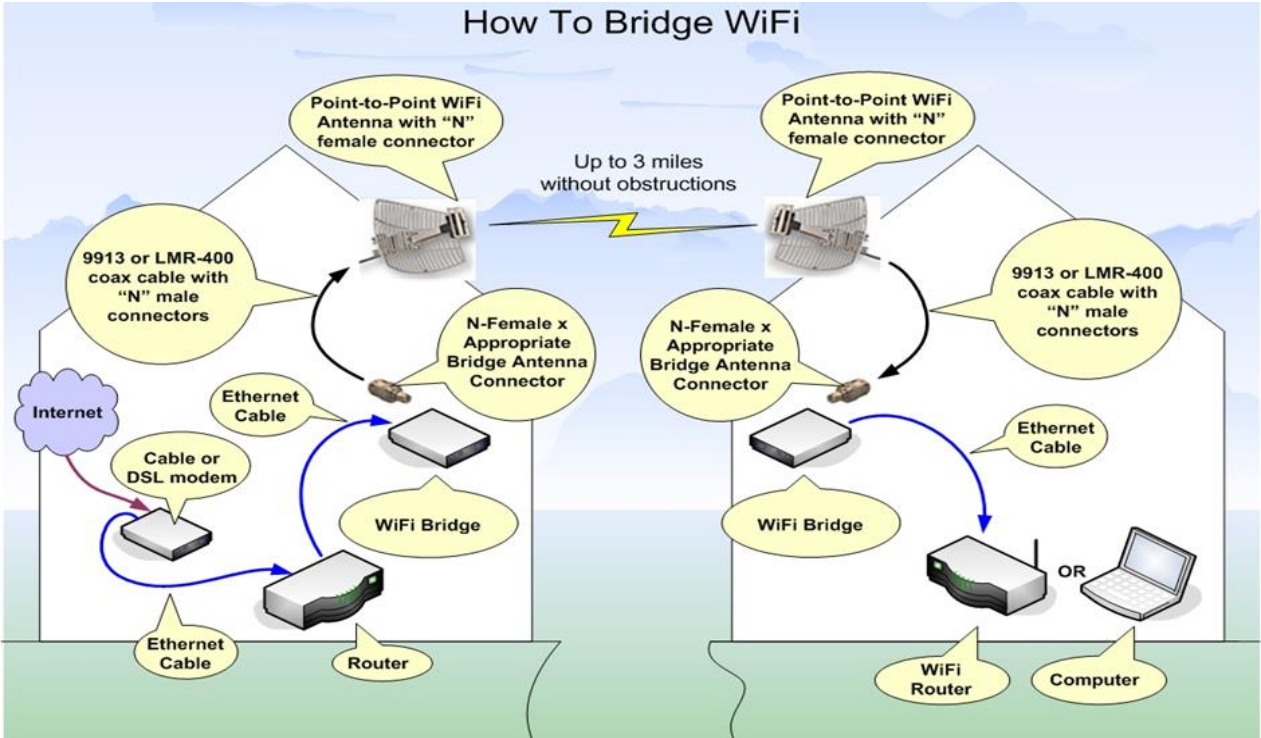 How To Bridge WiFi
Point-to-Point WiFi
Antenna with “N”
female connector
Point-to-Point WiFi
Antenna with “N”
female connector
Up to 3 miles
without obstructions
9913 or LMR-400
coax cable with
“N” male
connectors
9913 or LMR-400
coax cable with
“N” male
connectors
N-Female x
Appropriate
Bridge Antenna
Connector
N-Female x
Appropriate
Bridge Antenna
Connector
Internet
Ethernet
Cable
Ethernet
Cable
Cable or
DSL modem
WiFi Bridge
WiFi Bridge
OR
Ethernet
Cable
Router
WiFi
Router
Computer